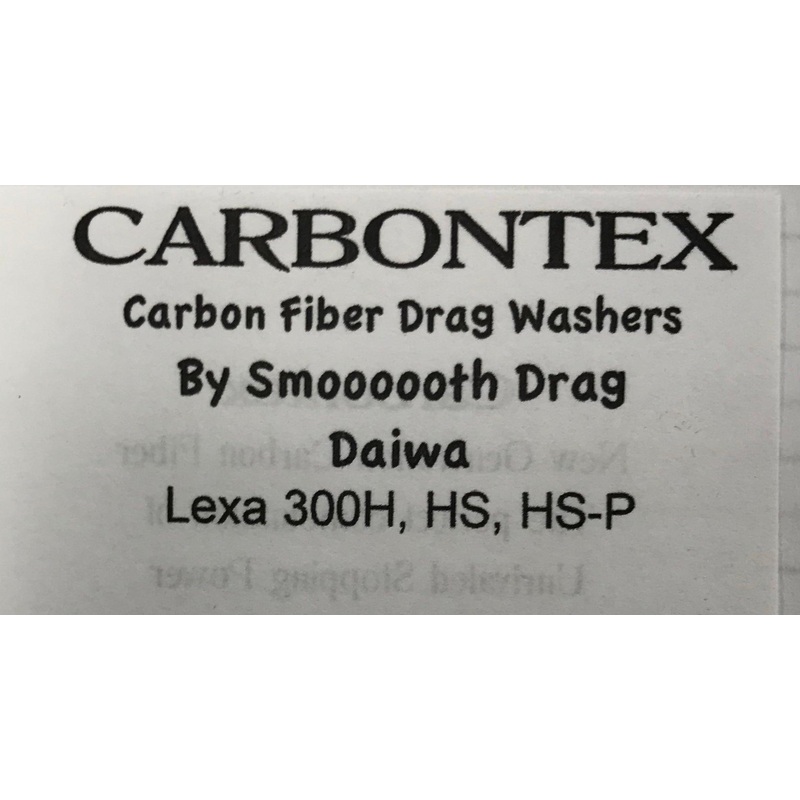 CARBONTEX
Carbon Fiber Drag Washers
By Smoooooth Drag
Daiwa
Lexa 300H, HS, HS-P